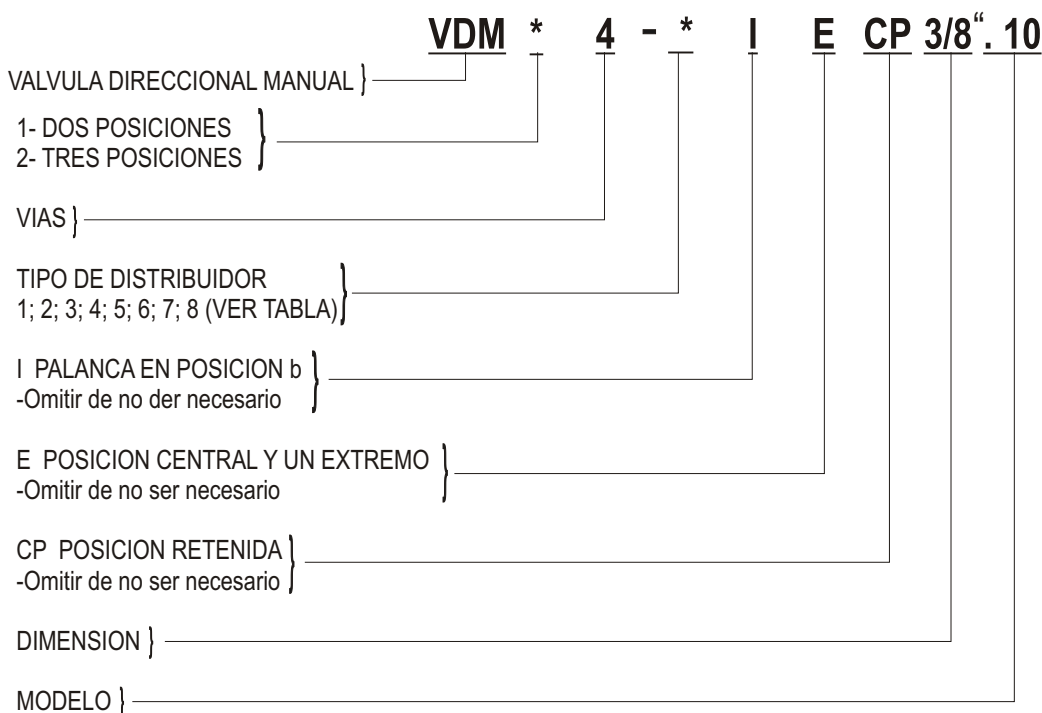 VDM * 4 - * I E CP 3/8“. 10
VALVULA DIRECCIONAL MANUAL
1- DOS POSICIONES
2- TRES POSICIONES
VIAS
TIPO DE DISTRIBUIDOR
1; 2; 3; 4; 5; 6; 7; 8 (VER TABLA)
I PALANCA EN POSICION b
-Omitir de no der necesario
E POSICION CENTRAL Y UN EXTREMO
-Omitir de no ser necesario
CP POSICION RETENIDA
-Omitir de no ser necesario
DIMENSION
MODELO